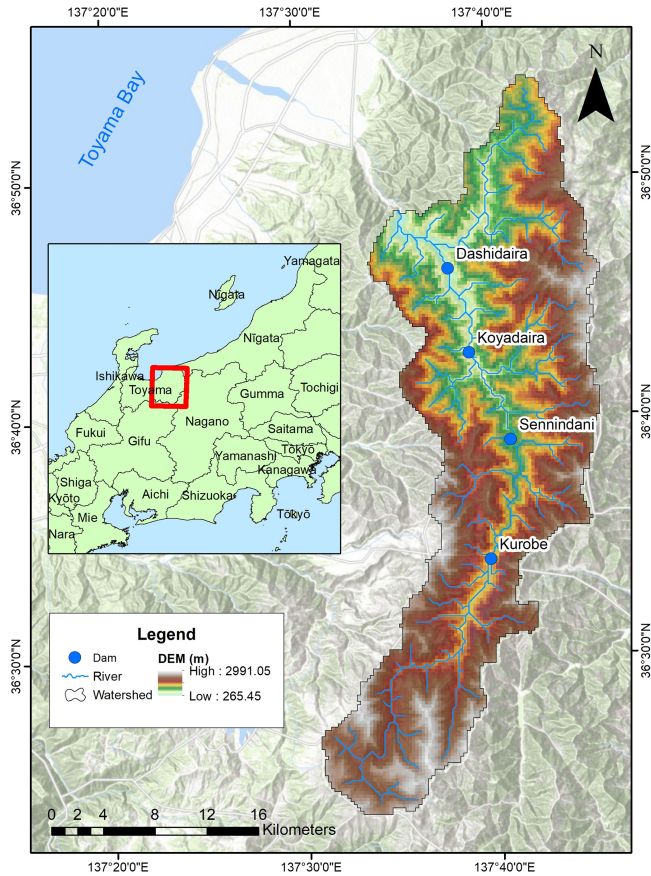 137°20'0"E
137°30'0"E
137°40'0"E
N
Toyama Bay
36°50'0"N
36°50'0"N
Dashidaira
Yamagata
Nīgata
Nīgata
Koyadaira
Ishikawa
Toyama
Gumma
Tochigi
36°40'0"N
36°40'0"N
Nagano
Sennindani
Fukui
Gifu
Saitama
Yamanashi
Tōkyō
Kanagawa
Shiga
Kyōto
Aichi
Shizuoka
Mie
Tōkyō
Nara
Kurobe
Legend
Dam
River
Watershed
DEM (m)
High : 2991.05
Low : 265.45
36°30'0"N
36°30'0"N
0 2 4 8 12 16
Kilometers
137°20'0"E
137°30'0"E
137°40'0"E